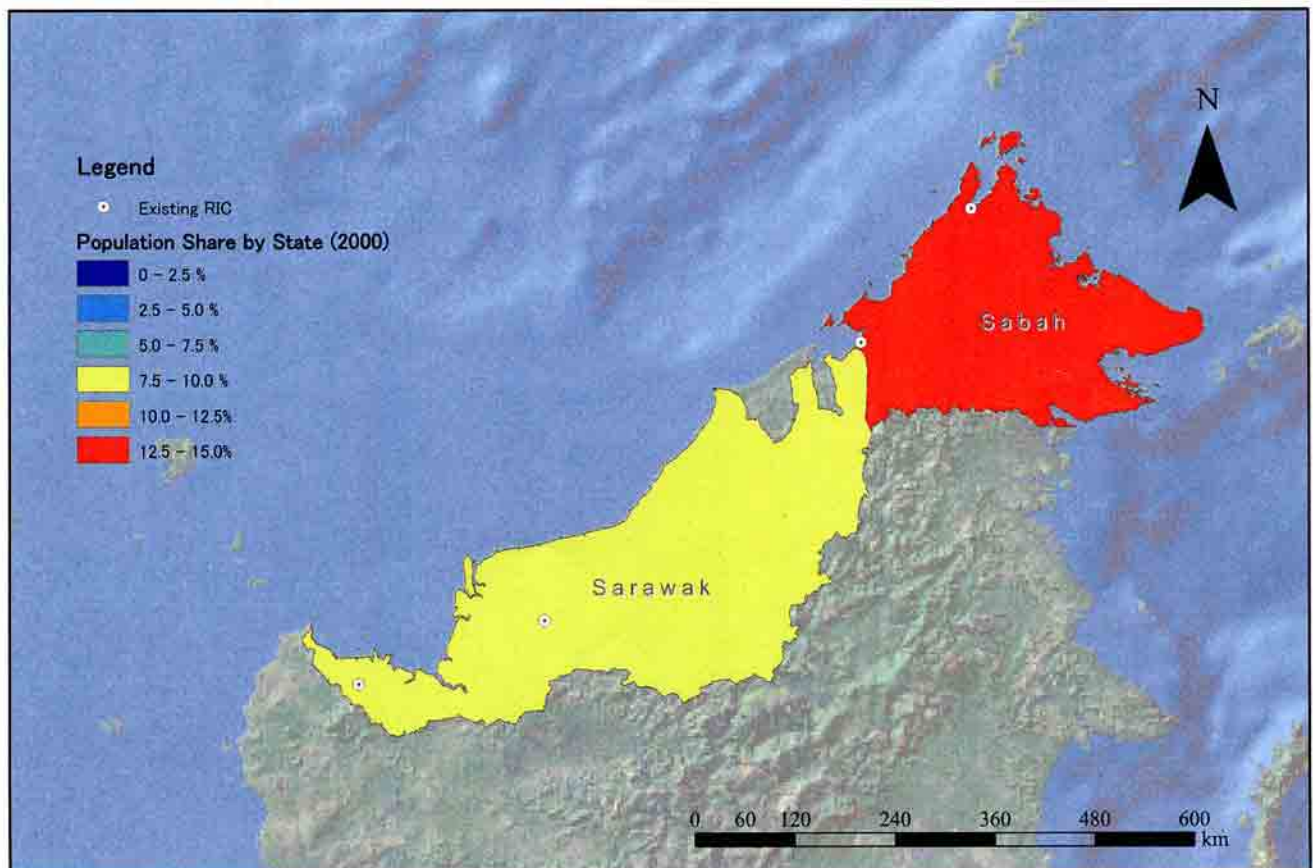 N
Legend
Existing RIC
Population Share by State (2000)
0 - 2.5 %
2.5 - 5.0 %
5.0 - 7.5 %
7.5 - 10.0 %
10.0 - 12.5%
12.5 - 15.0%
Sabah
Sarawak
0 60 120 240 360 480 600
km